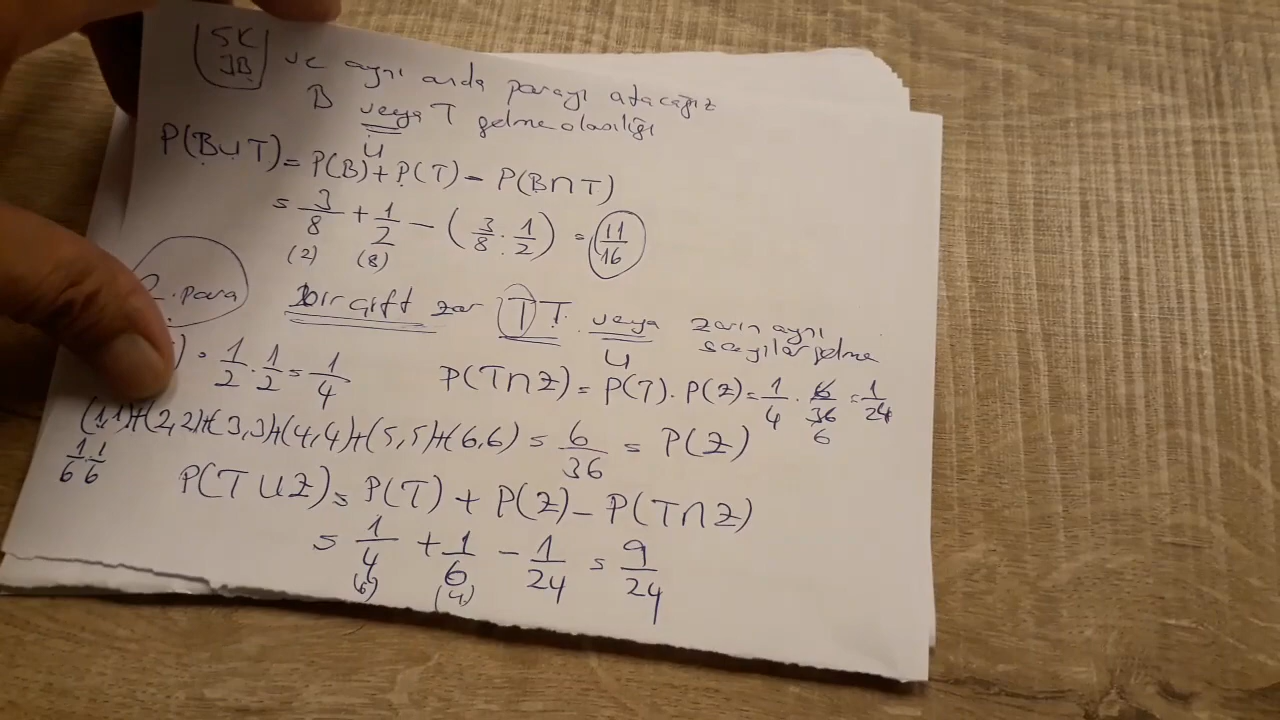 5K
3B
ve aynı anda parayı atacağız
B veya T gelme olasılığı
U
P(B∪T) = P(B) + P(T) - P(B∩T)
= 3/8 + 1/2 - (3/8 . 1/2) = 11/16
(2) (8)
2. para bir çift zar TT veya zarın aynı
U sayılar gelme
) = 1/2 . 1/2 = 1/4 P(T∩Z) = P(T) . P(Z) = 1/4 . 6/36 = 1/24
6
(1,1)+(2,2)+(3,3)+(4,4)+(5,5)+(6,6) = 6/36 = P(Z)
1/6 1/6
P(T∪Z) = P(T) + P(Z) - P(T∩Z)
= 1/4 + 1/6 - 1/24 = 9/24
(6) (4)